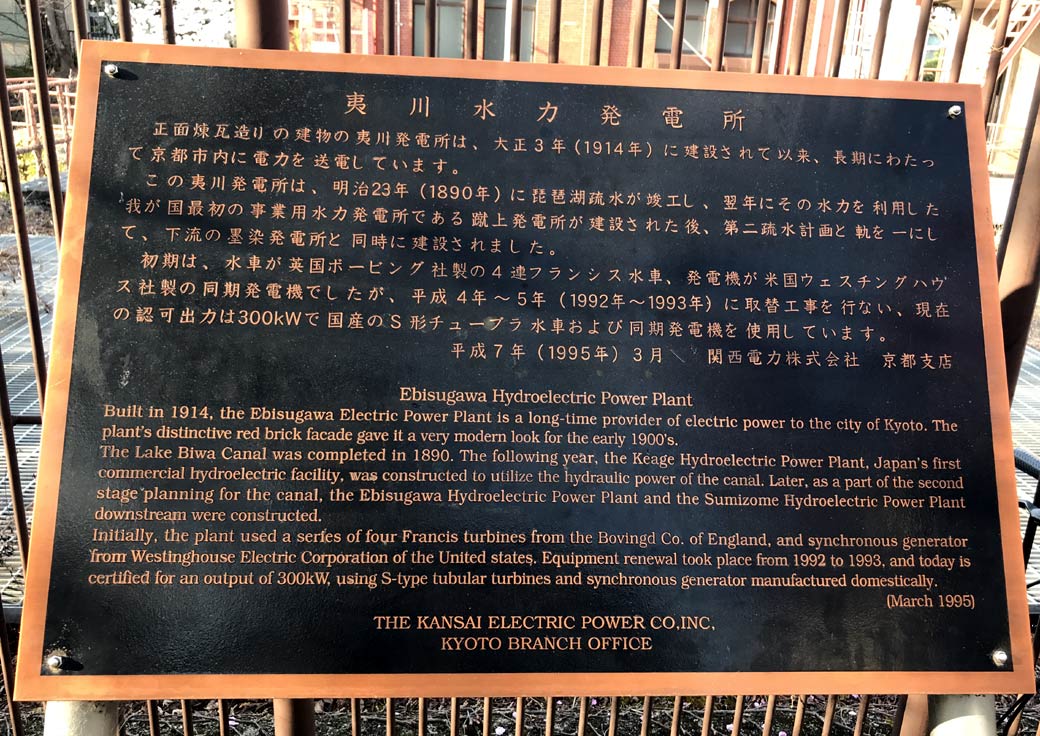 夷川水力発電所
正面煉瓦造りの建物の夷川発電所は、大正3年（1914年）に建設されて以来、長期にわたっ
て京都市内に電力を送電しています。
この夷川発電所は、明治23年（1890年）に琵琶湖疏水が竣工し、翌年にその水力を利用した
我が国最初の事業用水力発電所である蹴上発電所が建設された後、第二疏水計画と軌を一にし
て、下流の墨染発電所と同時に建設されました。
初期は、水車が英国ボービング社製の4連フランシス水車、発電機が米国ウェスチングハウ
ス社製の同期発電機でしたが、平成4年～5年（1992年～1993年）に取替工事を行ない、現在
の認可出力は300kWで国産のS形チューブラ水車および同期発電機を使用しています。
平成7年（1995年）3月 関西電力株式会社 京都支店
Ebisugawa Hydroelectric Power Plant
Built in 1914, the Ebisugawa Electric Power Plant is a long-time provider of electric power to the city of Kyoto. The
plant's distinctive red brick facade gave it a very modern look for the early 1900's.
The Lake Biwa Canal was completed in 1890. The following year, the Keage Hydroelectric Power Plant, Japan's first
commercial hydroelectric facility, was constructed to utilize the hydraulic power of the canal. Later, as a part of the second
stage planning for the canal, the Ebisugawa Hydroelectric Power Plant and the Sumizome Hydroelectric Power Plant
downstream were constructed.
Initially, the plant used a series of four Francis turbines from the Bovingd Co. of England, and synchronous generator
from Westinghouse Electric Corporation of the United states. Equipment renewal took place from 1992 to 1993, and today is
certified for an output of 300kW, using S-type tubular turbines and synchronous generator manufactured domestically.
(March 1995)
THE KANSAI ELECTRIC POWER CO,INC,
KYOTO BRANCH OFFICE